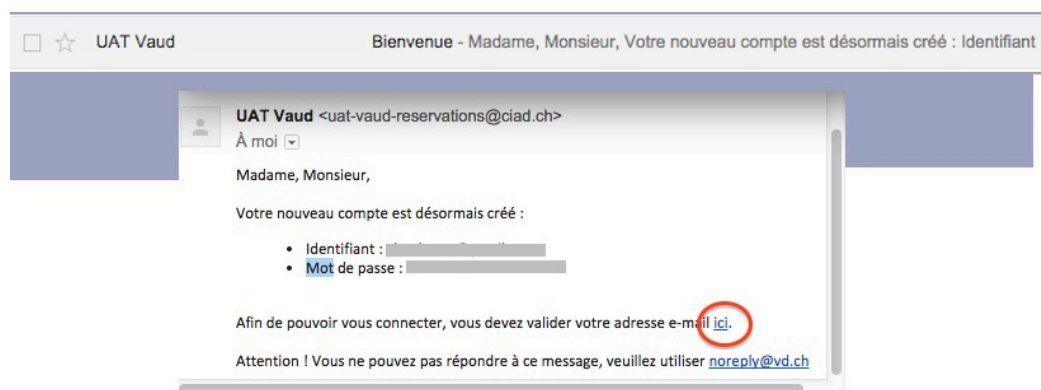 UAT Vaud Bienvenue - Madame, Monsieur, Votre nouveau compte est désormais créé : Identifiant
UAT Vaud <uat-vaud-reservations@ciad.ch>
À moi
Madame, Monsieur,
Votre nouveau compte est désormais créé :
• Identifiant :
• Mot de passe :
Afin de pouvoir vous connecter, vous devez valider votre adresse e-mail ici.
Attention ! Vous ne pouvez pas répondre à ce message, veuillez utiliser noreply@vd.ch